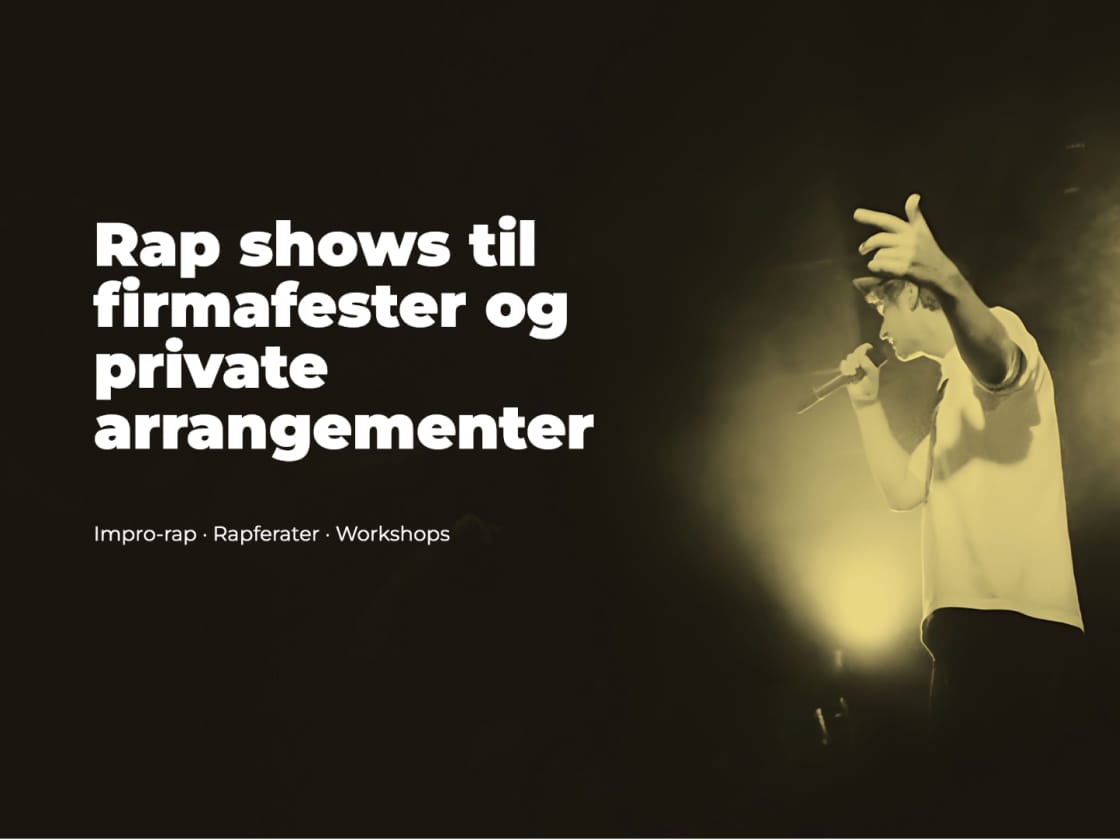 Rap shows til
firmafester og
private
arrangementer
Impro-rap · Rapferater · Workshops